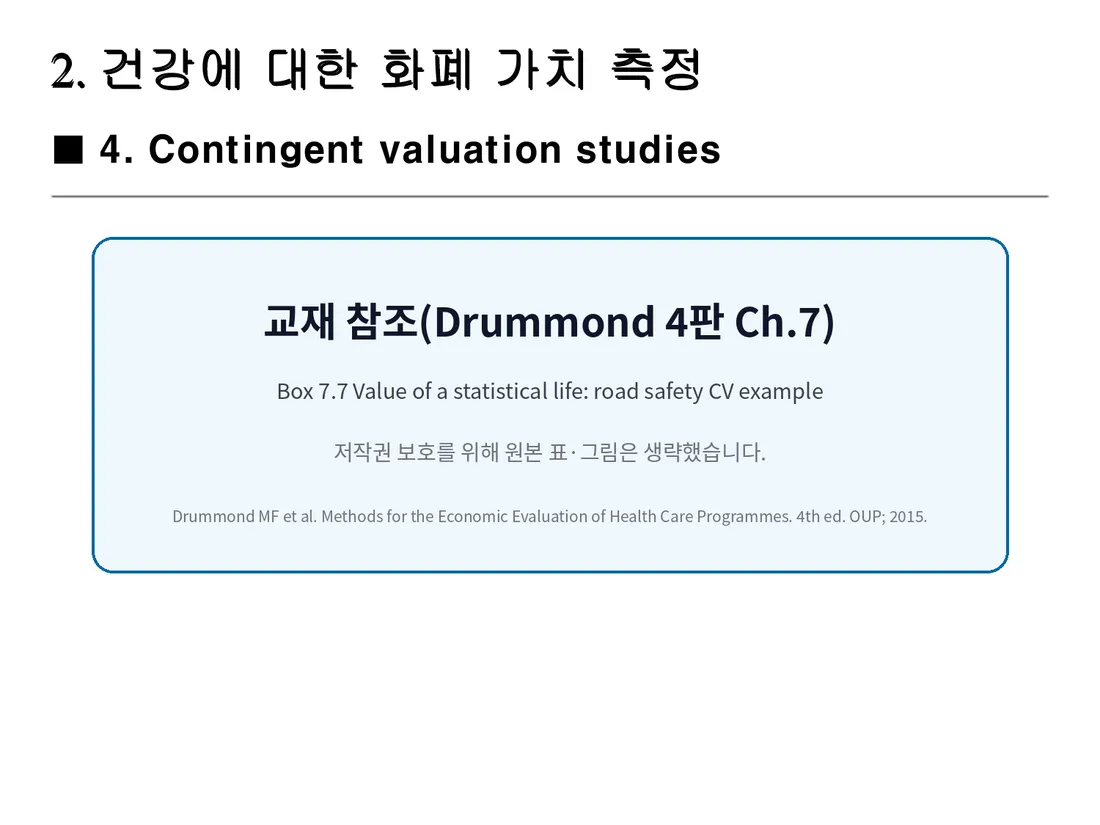 2. 건강에 대한 화폐 가치 측정
■ 4. Contingent valuation studies
교재 참조(Drummond 4판 Ch.7)
Box 7.7 Value of a statistical life: road safety CV example
저작권 보호를 위해 원본 표·그림은 생략했습니다.
Drummond MF et al. Methods for the Economic Evaluation of Health Care Programmes. 4th ed. OUP; 2015.